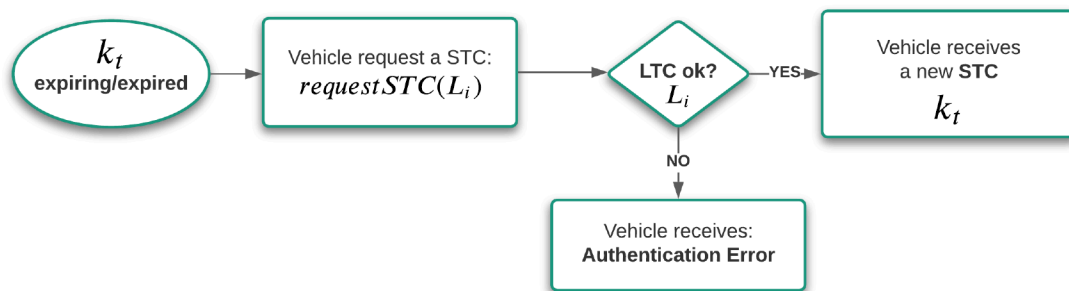 k_t
expiring/expired
Vehicle request a STC:
requestSTC(L_i)
LTC ok?
L_i
YES
Vehicle receives
a new STC
k_t
NO
Vehicle receives:
Authentication Error